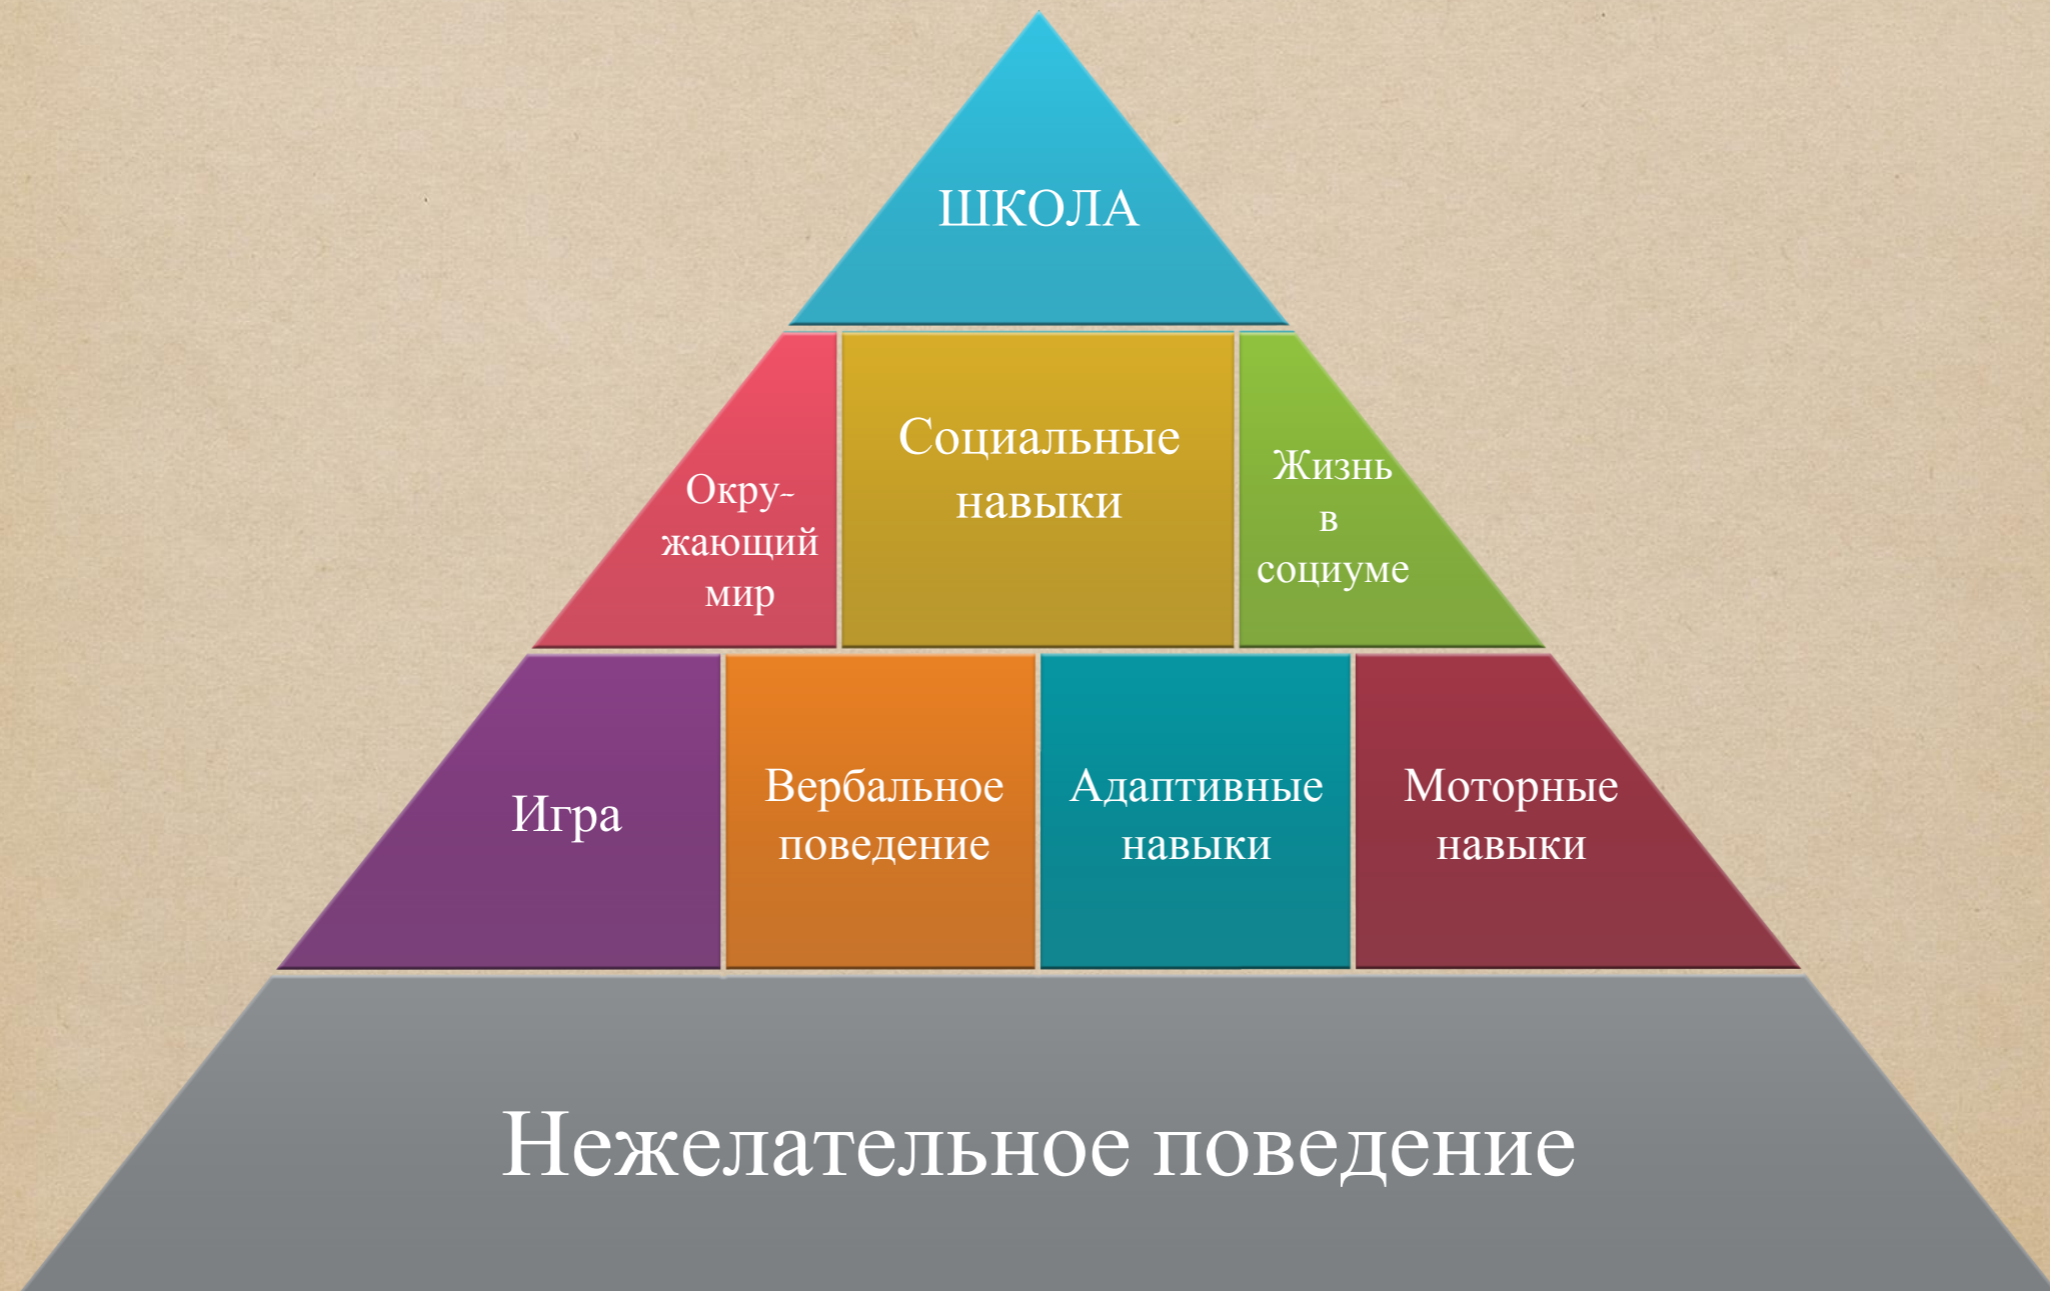 ШКОЛА
Окру-
жающий
мир
Социальные
навыки
Жизнь
в
социуме
Игра
Вербальное
поведение
Адаптивные
навыки
Моторные
навыки
Нежелательное поведение